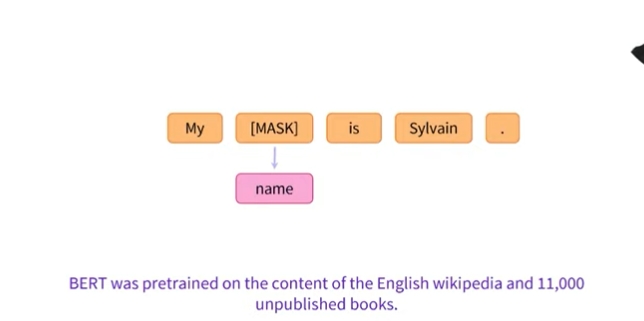 My [MASK] is Sylvain .
name
BERT was pretrained on the content of the English wikipedia and 11,000
unpublished books.